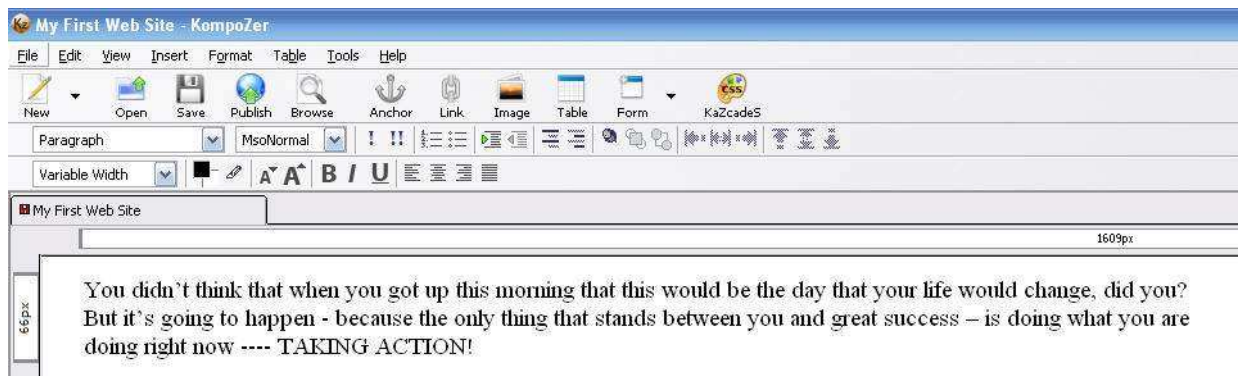 My First Web Site - KompoZer
File Edit View Insert Format Table Tools Help
New Open Save Publish Browse Anchor Link Image Table Form KaZcadeS
Paragraph MsoNormal
Variable Width
My First Web Site
1609px
66px
You didn’t think that when you got up this morning that this would be the day that your life would change, did you?
But it’s going to happen - because the only thing that stands between you and great success – is doing what you are
doing right now ---- TAKING ACTION!